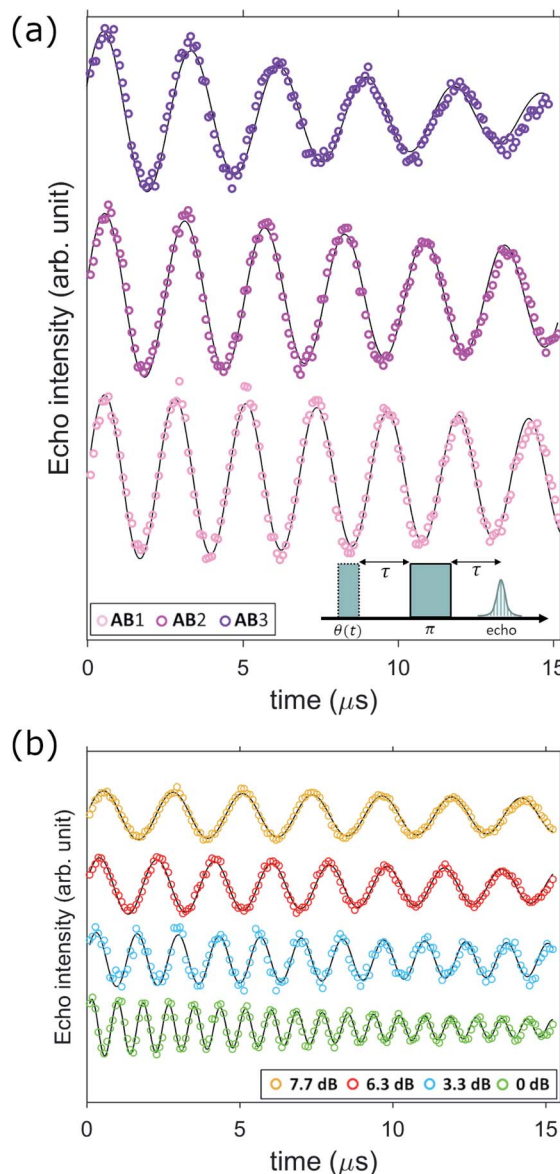 (a)
Echo intensity (arb. unit)
AB1 AB2 AB3
τ τ
θ(t) π echo
0 5 10 15
time (μs)
(b)
Echo intensity (arb. unit)
7.7 dB 6.3 dB 3.3 dB 0 dB
0 5 10 15
time (μs)